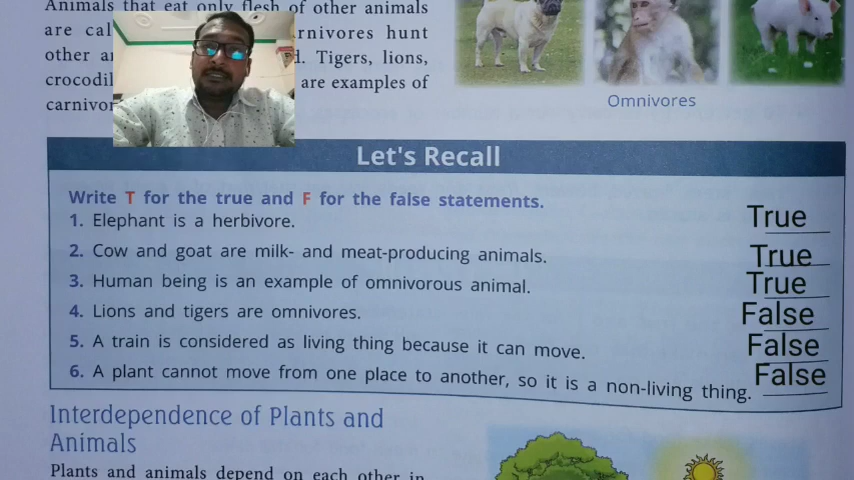 Animals that eat only flesh of other animals
are cal rnivores hunt
other a d. Tigers, lions,
crocodil are examples of
carnivor
Omnivores
Let's Recall
Write T for the true and F for the false statements.
1. Elephant is a herbivore. True
2. Cow and goat are milk- and meat-producing animals. True
3. Human being is an example of omnivorous animal. True
4. Lions and tigers are omnivores. False
5. A train is considered as living thing because it can move. False
6. A plant cannot move from one place to another, so it is a non-living thing. False
Interdependence of Plants and
Animals
Plants and animals depend on each other in